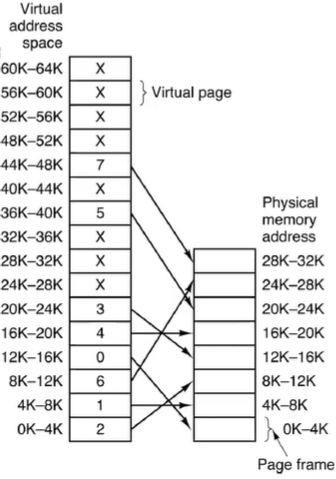 Virtual
address
space
60K–64K X
56K–60K X
Virtual page
52K–56K X
48K–52K X
44K–48K 7
40K–44K X
36K–40K 5
32K–36K X
28K–32K X
24K–28K X
20K–24K 3
16K–20K 4
12K–16K 0
8K–12K 6
4K–8K 1
0K–4K 2
Physical
memory
address
28K–32K
24K–28K
20K–24K
16K–20K
12K–16K
8K–12K
4K–8K
0K–4K
Page frame